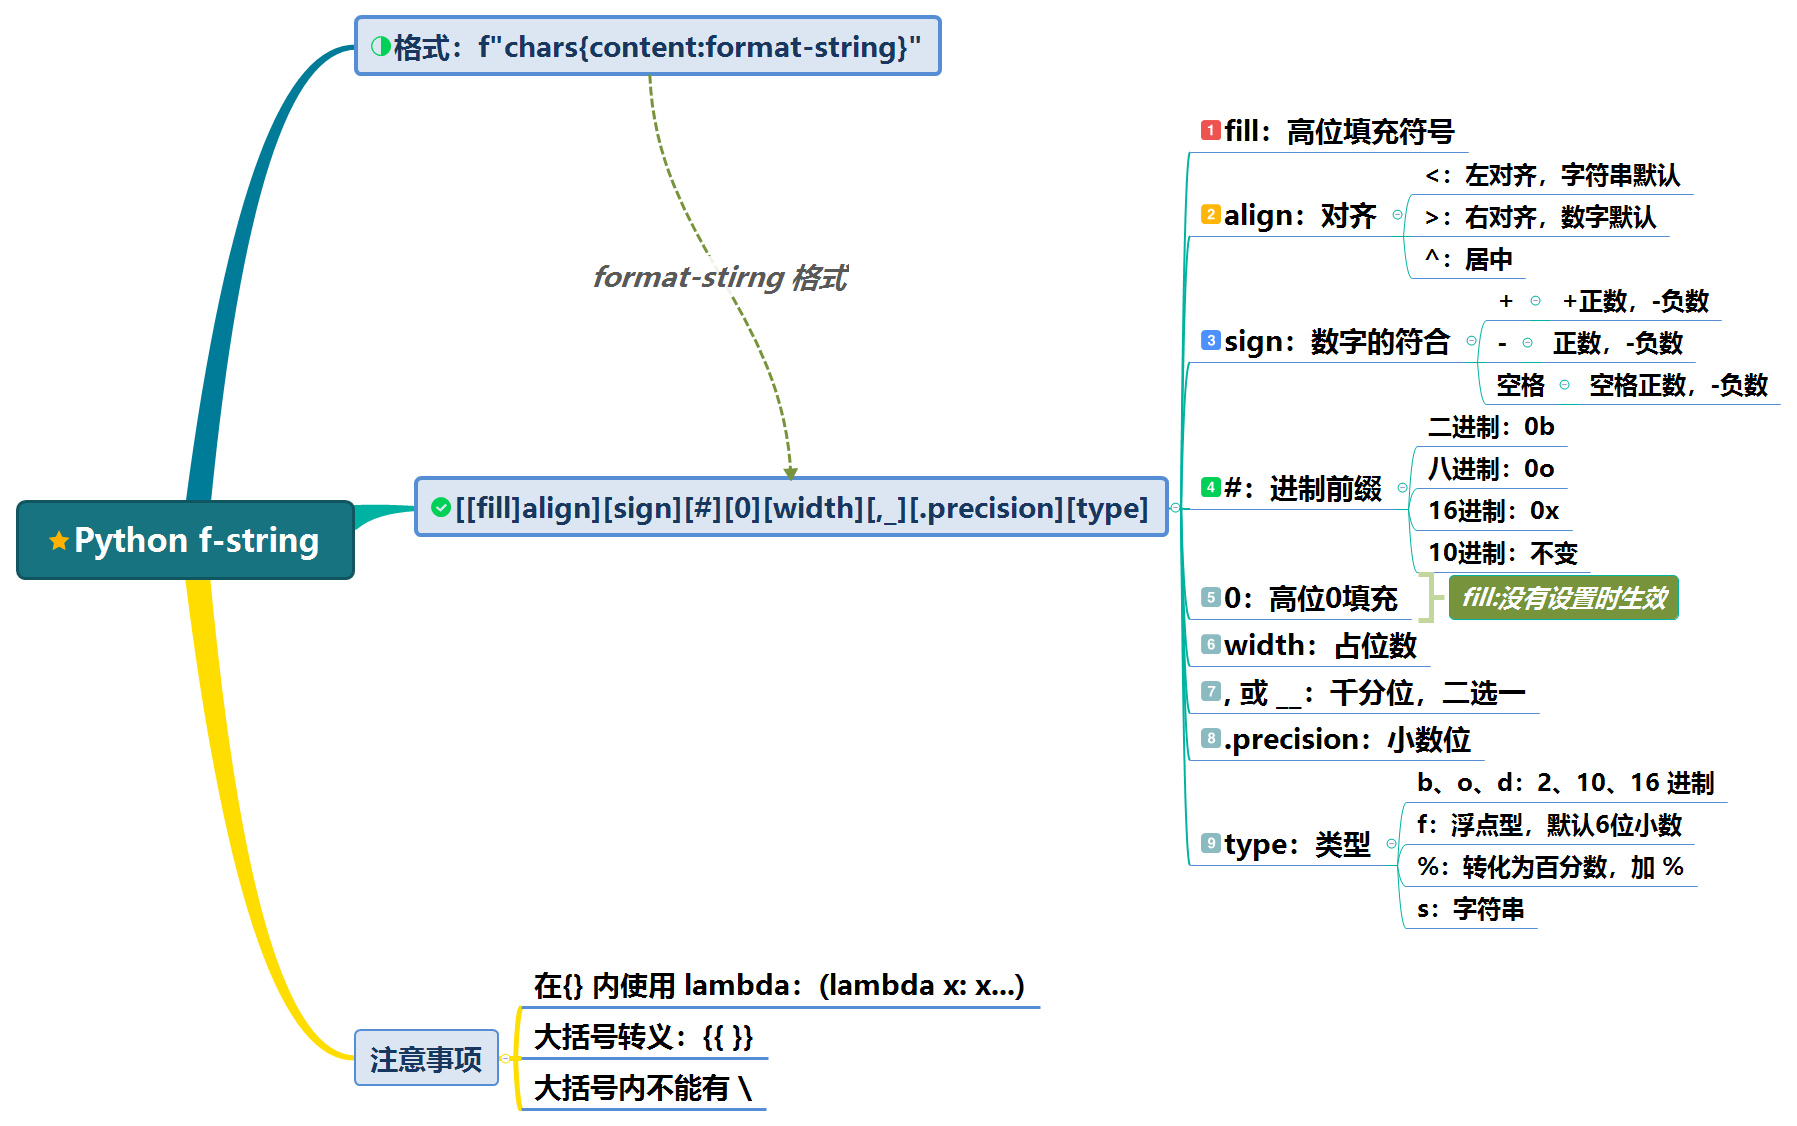 格式：f"chars{content:format-string}"
format-stirng 格式
Python f-string
[[fill]align][sign][#][0][width][,_][.precision][type]
1 fill：高位填充符号
2 align：对齐
<：左对齐，字符串默认
>：右对齐，数字默认
^：居中
3 sign：数字的符合
+ +正数，-负数
- 正数，-负数
空格 空格正数，-负数
4 #：进制前缀
二进制：0b
八进制：0o
16进制：0x
10进制：不变
5 0：高位0填充
fill:没有设置时生效
6 width：占位数
7 , 或 __：千分位，二选一
8 .precision：小数位
9 type：类型
b、o、d：2、10、16 进制
f：浮点型，默认6位小数
%：转化为百分数，加 %
s：字符串
注意事项
在{} 内使用 lambda：(lambda x: x...)
大括号转义：{{ }}
大括号内不能有 \